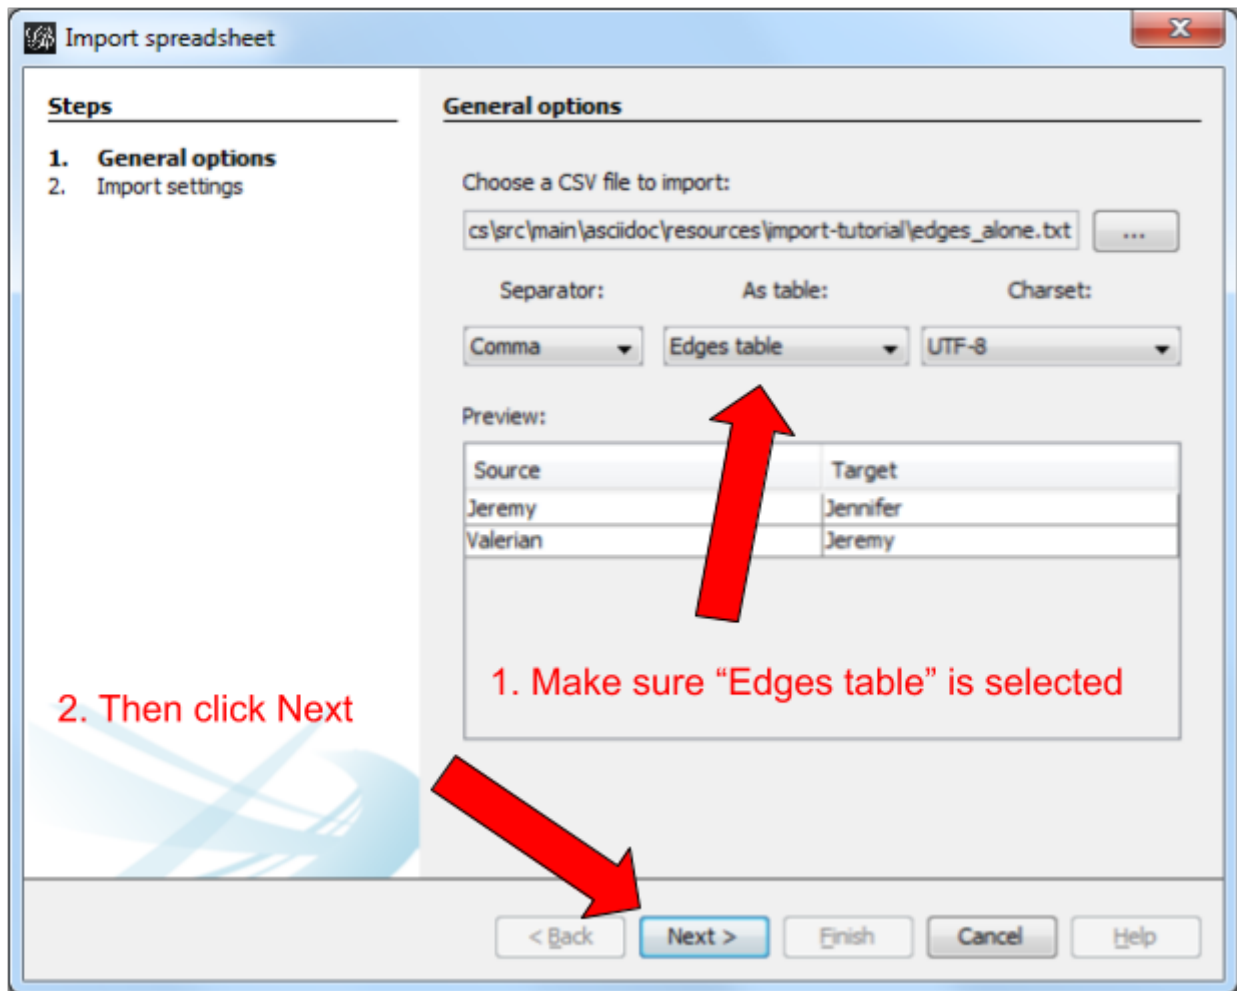 Import spreadsheet
Steps
1. General options
2. Import settings
General options
Choose a CSV file to import:
cs\src\main\asciidoc\resources\import-tutorial\edges_alone.txt ...
Separator: As table: Charset:
Comma Edges table UTF-8
Preview:
Source Target
Jeremy Jennifer
Valerian Jeremy
1. Make sure “Edges table” is selected
2. Then click Next
< Back Next > Finish Cancel Help